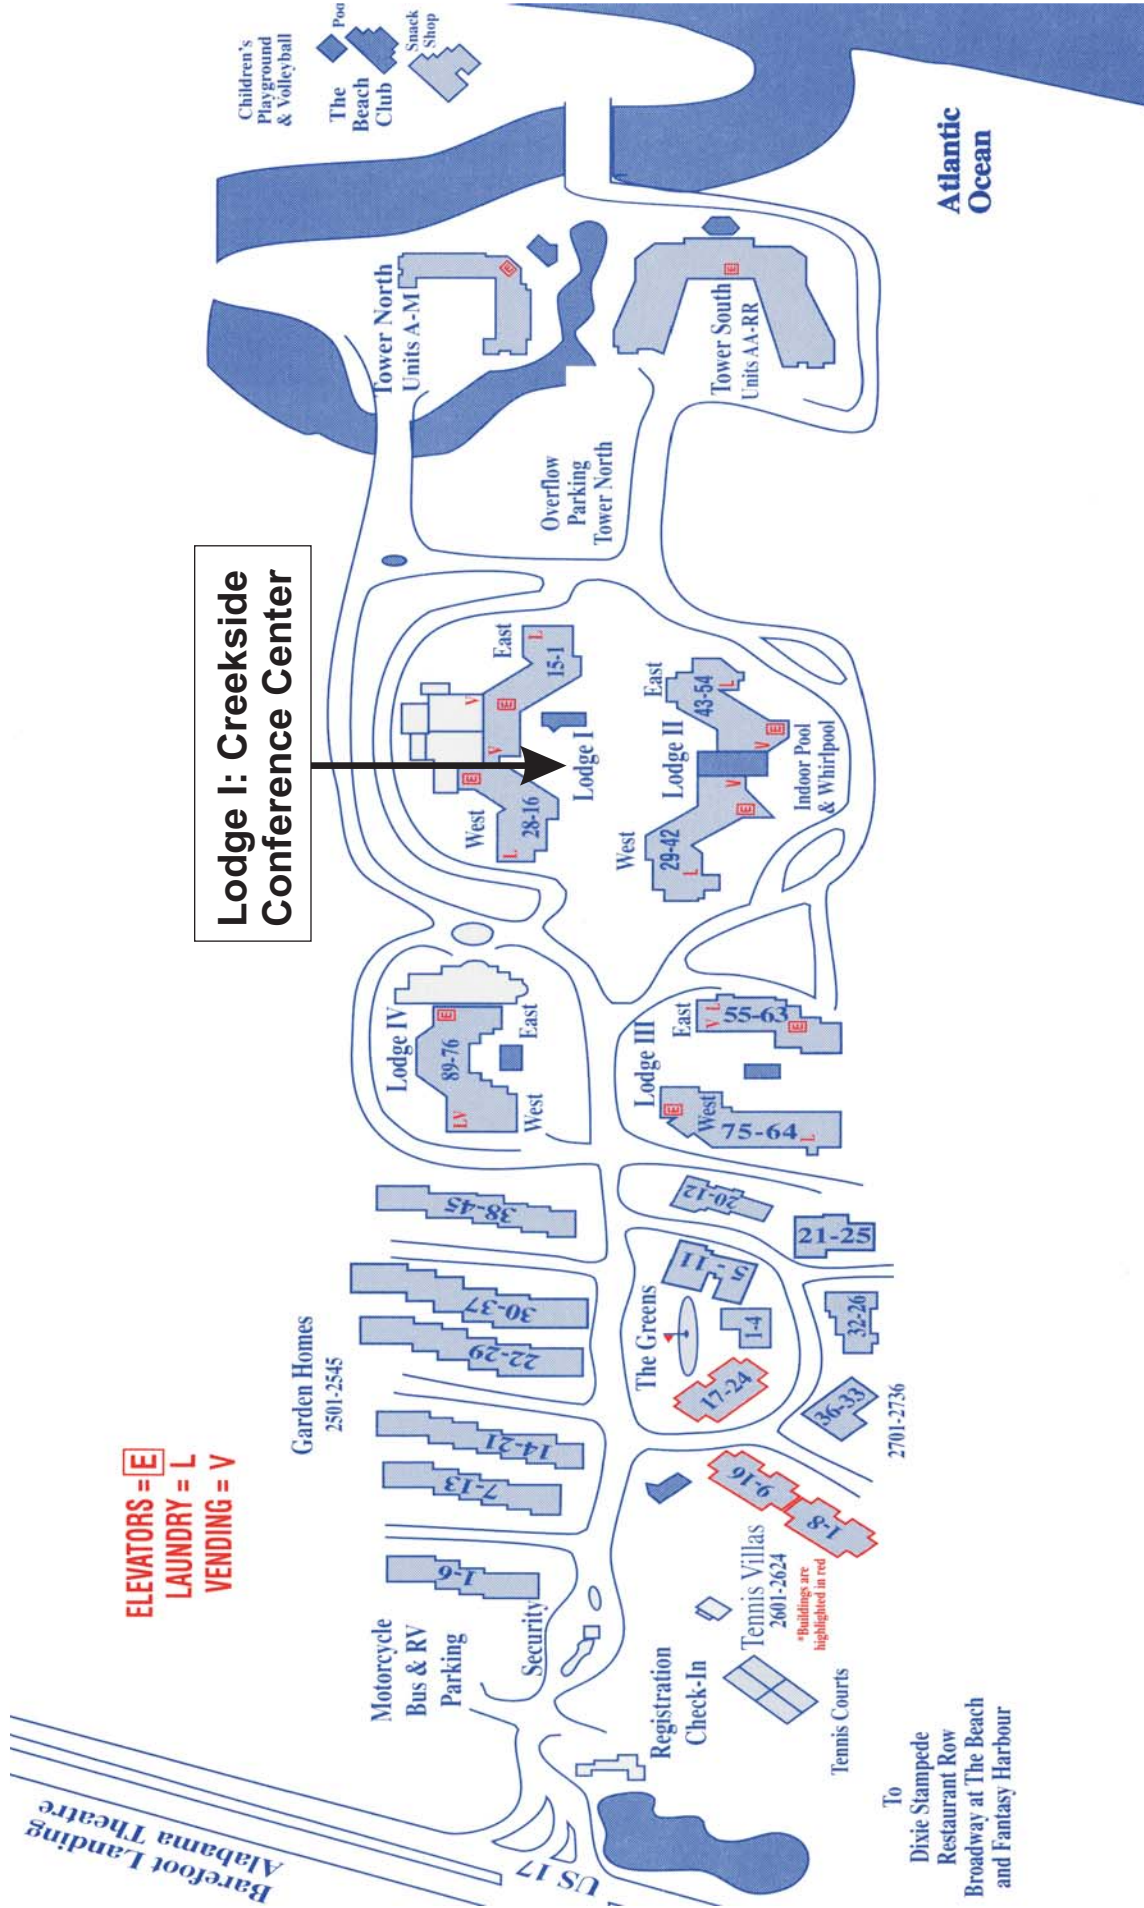 Lodge I: Creekside
Conference Center
ELEVATORS = E
LAUNDRY = L
VENDING = V
Barefoot Landing
Alabama Theatre
US 17
Motorcycle
Bus & RV
Parking
Security
Registration
Check-In
Tennis Courts
To
Dixie Stampede
Restaurant Row
Broadway at The Beach
and Fantasy Harbour
Tennis Villas
2601-2624
*Buildings are
highlighted in red
1-8
9-16
17-24
Garden Homes
2501-2545
1-6
7-13
14-21
22-29
30-37
38-45
The Greens
1-4
5 - 11
20-12
21-25
32-26
36-33
2701-2736
Lodge IV
89-76
LV
E
West
East
Lodge III
East
V L
55-63
E
E
West
75-64
L
West
28-16
L
E
V
V
E
East
15-1
L
Lodge I
West
29-42
L
E
V
Lodge II
V
E
East
43-54
L
Indoor Pool
& Whirlpool
Overflow
Parking
Tower North
Tower North
Units A-M
E
Tower South
Units AA-RR
E
Children's
Playground
& Volleyball
The
Beach
Club
Snack
Shop
Atlantic
Ocean